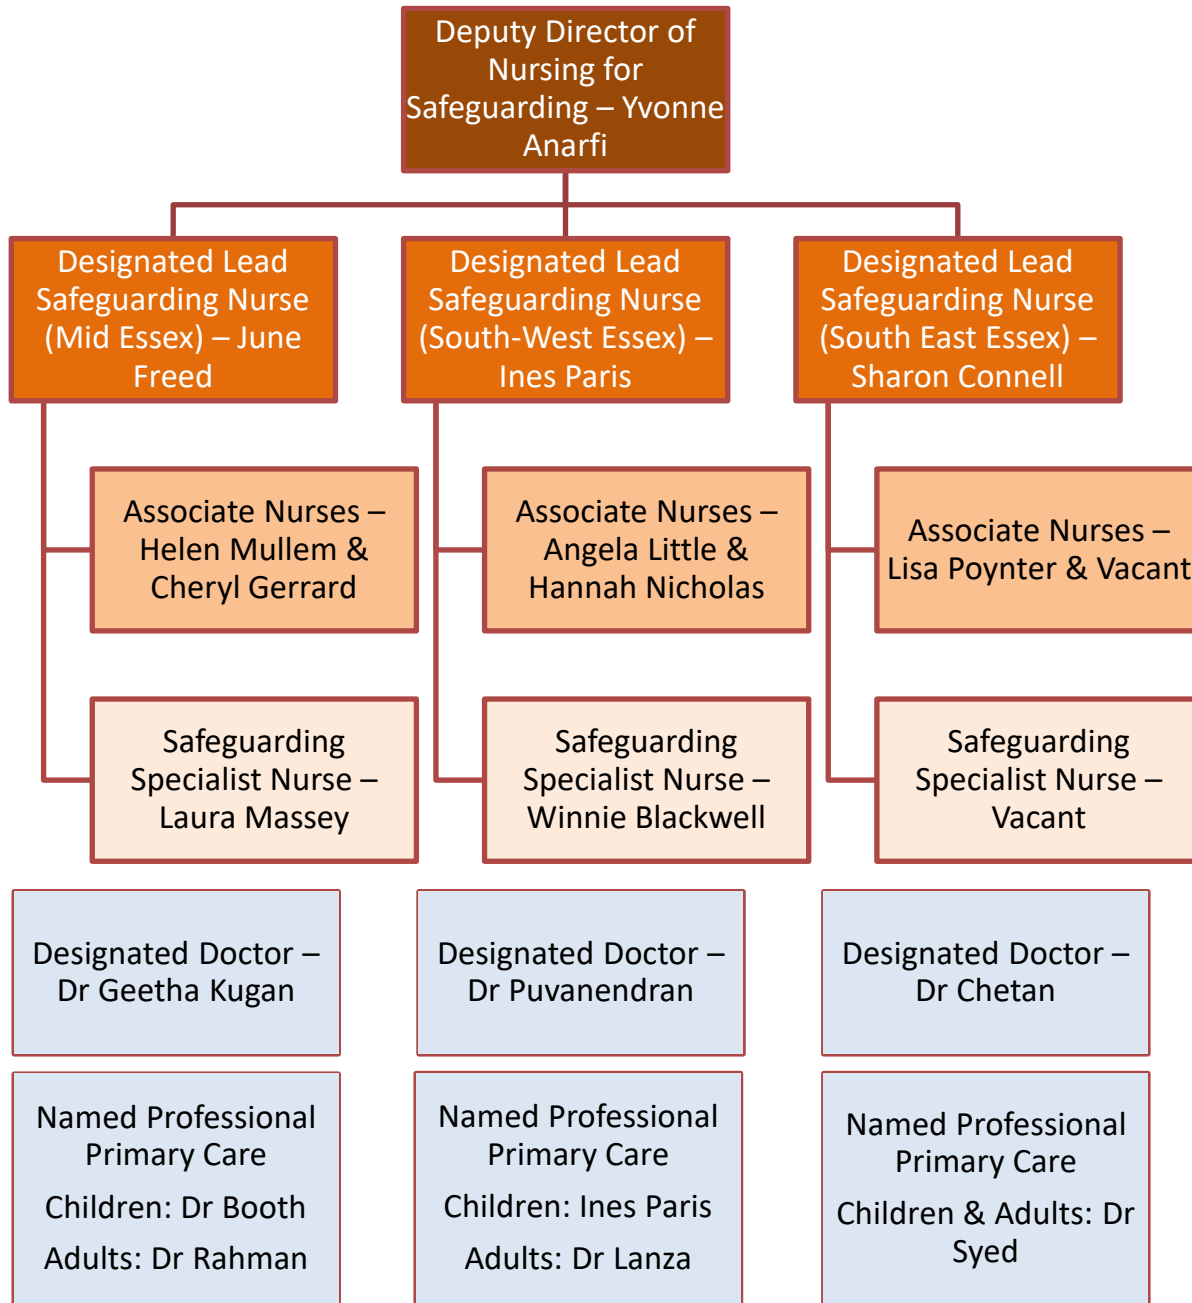 Deputy Director of
Nursing for
Safeguarding – Yvonne
Anarfi
Designated Lead
Safeguarding Nurse
(Mid Essex) – June
Freed
Designated Lead
Safeguarding Nurse
(South-West Essex) –
Ines Paris
Designated Lead
Safeguarding Nurse
(South East Essex) –
Sharon Connell
Associate Nurses –
Helen Mullem &
Cheryl Gerrard
Associate Nurses –
Angela Little &
Hannah Nicholas
Associate Nurses –
Lisa Poynter & Vacant
Safeguarding
Specialist Nurse –
Laura Massey
Safeguarding
Specialist Nurse –
Winnie Blackwell
Safeguarding
Specialist Nurse –
Vacant
Designated Doctor –
Dr Geetha Kugan
Designated Doctor –
Dr Puvanendran
Designated Doctor –
Dr Chetan
Named Professional
Primary Care
Children: Dr Booth
Adults: Dr Rahman
Named Professional
Primary Care
Children: Ines Paris
Adults: Dr Lanza
Named Professional
Primary Care
Children & Adults: Dr
Syed